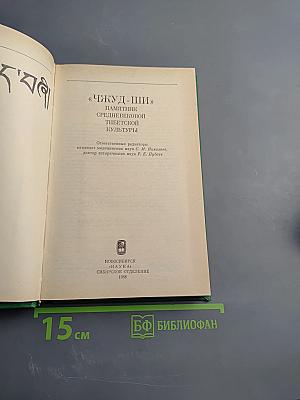 «ЧЖУД-ШИ»
ПАМЯТНИК
СРЕДНЕВЕКОВОЙ
ТИБЕТСКОЙ
КУЛЬТУРЫ
Ответственные редакторы
кандидат медицинских наук С. М. Николаев,
доктор исторических наук Р. Е. Пубаев
НОВОСИБИРСК
«НАУКА»
СИБИРСКОЕ ОТДЕЛЕНИЕ
1988
15 см
БФ БИБЛИОФАН